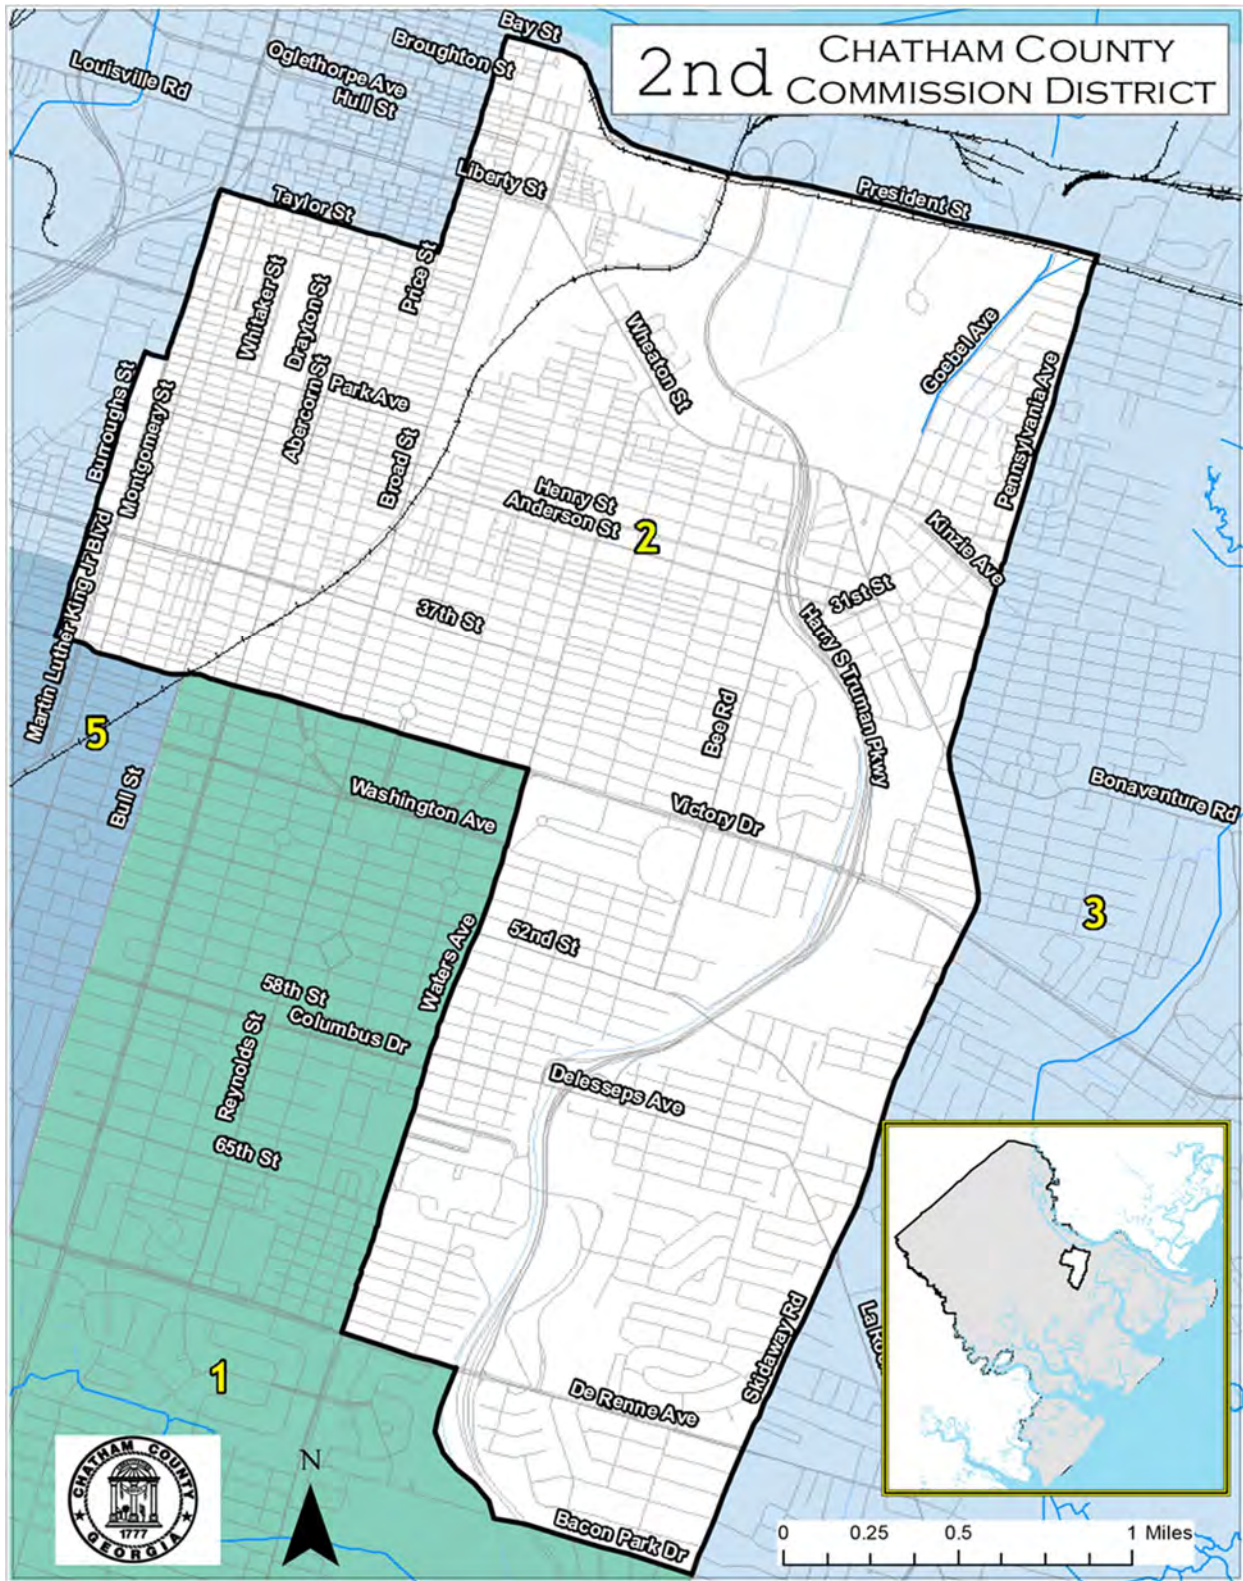 2nd
CHATHAM COUNTY
COMMISSION DISTRICT
Bay St
Broughton St
Oglethorpe Ave
Hull St
Louisville Rd
Liberty St
President St
Taylor St
Price St
Whitaker St
Drayton St
Abercorn St
Park Ave
Wheaton St
Goebel Ave
Pennsylvania Ave
Burroughs St
Montgomery St
Broad St
Henry St
Anderson St
2
Kinzie Ave
31st St
37th St
Harry S Truman Pkwy
Martin Luther King Jr Blvd
Bee Rd
5
Bull St
Washington Ave
Victory Dr
Bonaventure Rd
3
52nd St
Waters Ave
58th St
Columbus Dr
Reynolds St
Delesseps Ave
65th St
Skidaway Rd
La Roc
1
De Renne Ave
Bacon Park Dr
N
CHATHAM COUNTY
1777
GEORGIA
0 0.25 0.5 1 Miles